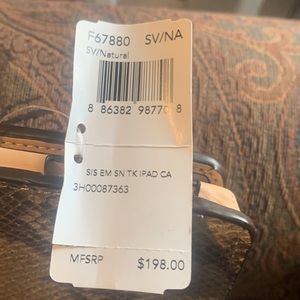 F67880 SV/NA
SV/Natural
8 86382 98770 8
SIS EM SN TK IPAD CA
3H00087363
MFSRP $198.00